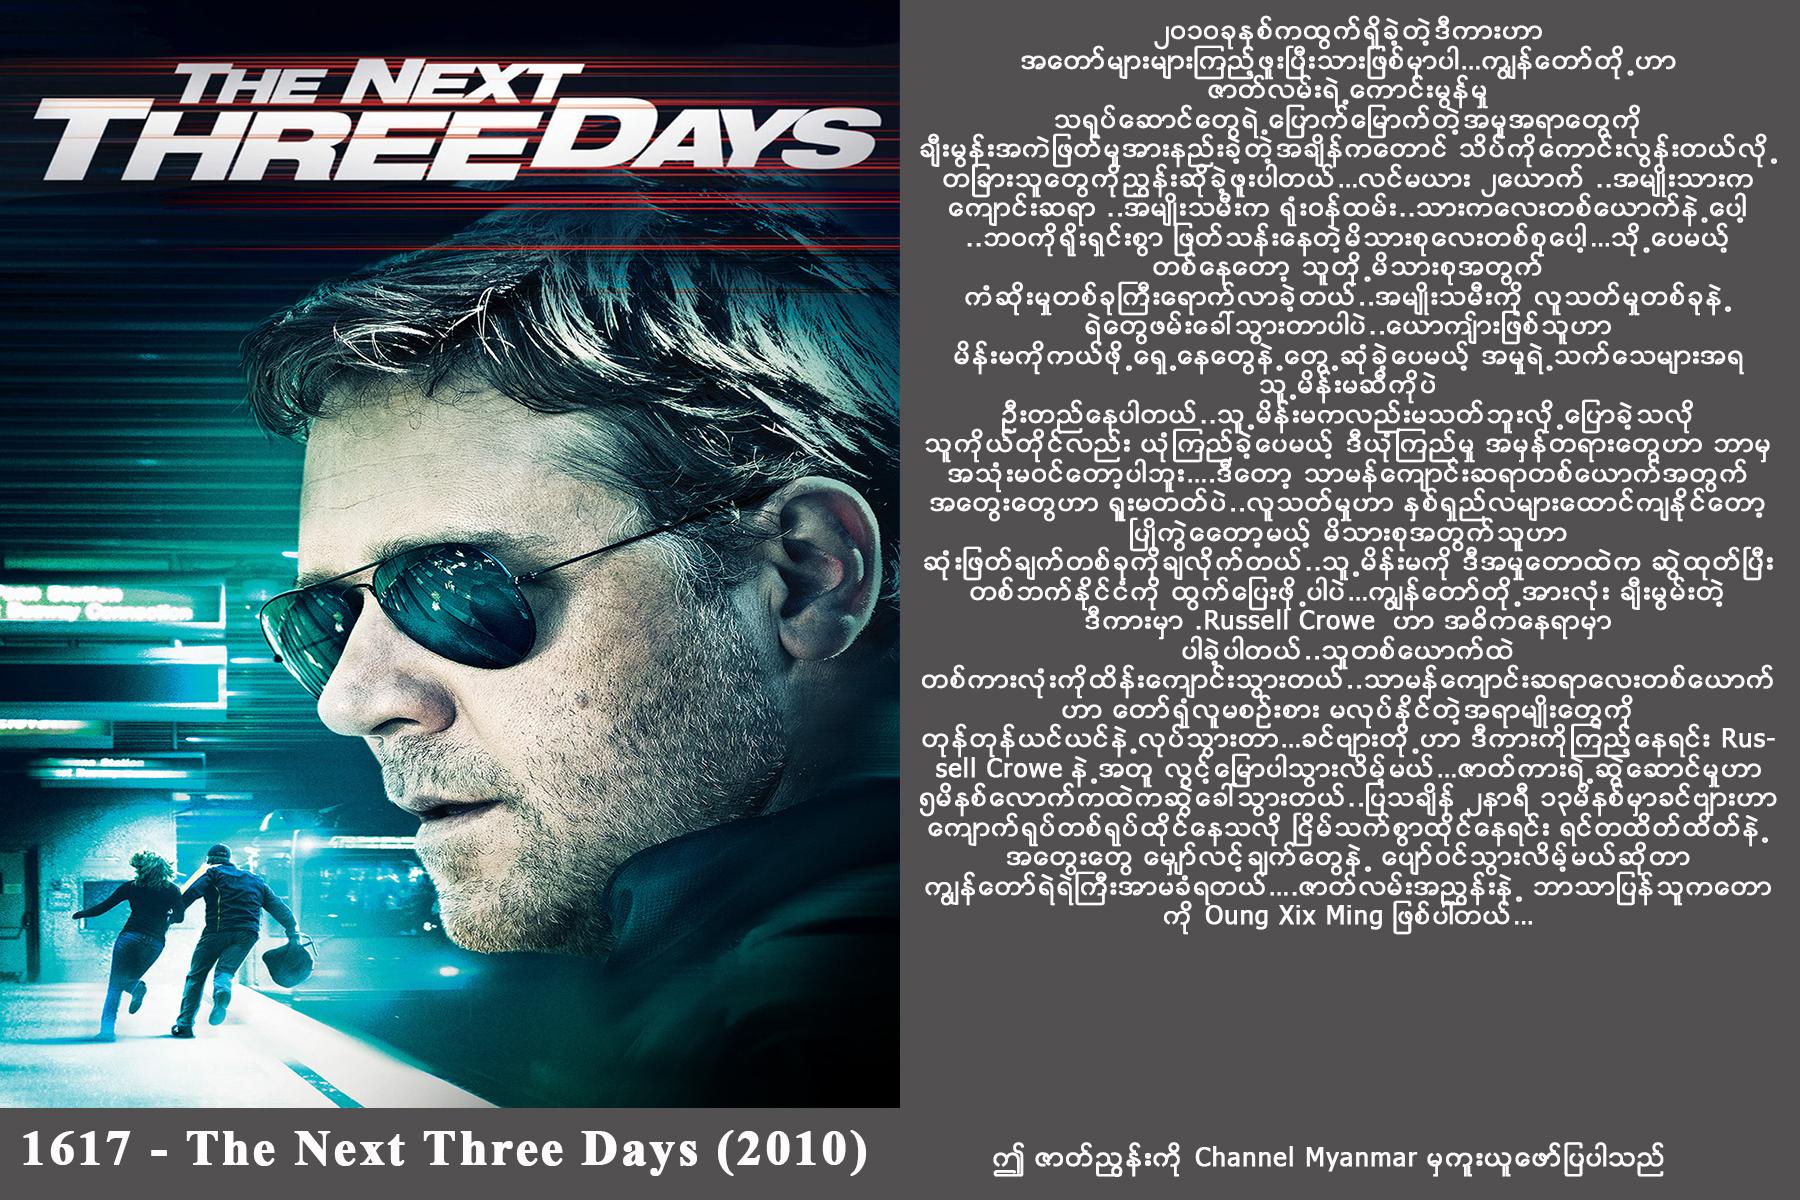 THE NEXT
THREE DAYS
Penn Station
1617 - The Next Three Days (2010)
၂၀၁၀ခုနှစ်ကထွက်ရှိခဲ့တဲ့ဒီကားဟာ
အတော်များများကြည့်ဖူးပြီးသားဖြစ်မှာပါ...ကျွန်တော်တို့ဟာ
ဇာတ်လမ်းရဲ့ကောင်းမွန်မှု
သရုပ်ဆောင်တွေရဲ့ပြောက်မြောက်တဲ့အမူအရာတွေကို
ချီးမွန်းအကဲဖြတ်မှုအားနည်းခဲ့တဲ့အချိန်ကတောင် သိပ်ကိုကောင်းလွန်းတယ်လို့
တခြားသူတွေကိုညွှန်းဆိုခဲ့ဖူးပါတယ်...လင်မယား ၂ယောက် ..အမျိုးသားက
ကျောင်းဆရာ ..အမျိုးသမီးက ရုံးဝန်ထမ်း..သားကလေးတစ်ယောက်နဲ့ပေါ့
..ဘဝကိုရိုးရှင်းစွာ ဖြတ်သန်းနေတဲ့မိသားစုလေးတစ်စုပေါ့...သို့ပေမယ့်
တစ်နေတော့ သူတို့မိသားစုအတွက်
ကံဆိုးမှုတစ်ခုကြီးရောက်လာခဲ့တယ်..အမျိုးသမီးကို လူသတ်မှုတစ်ခုနဲ့
ရဲတွေဖမ်းခေါ်သွားတာပါပဲ..ယောကျ်ားဖြစ်သူဟာ
မိန်းမကိုကယ်ဖို့ရှေ့နေတွေနဲ့တွေ့ဆုံခဲ့ပေမယ့် အမှုရဲ့သက်သေများအရ
သူ့မိန်းမဆီကိုပဲ
ဦးတည်နေပါတယ်..သူ့မိန်းမကလည်းမသတ်ဘူးလို့ပြောခဲ့သလို
သူကိုယ်တိုင်လည်း ယုံကြည်ခဲ့ပေမယ့် ဒီယုံကြည်မှု အမှန်တရားတွေဟာ ဘာမှ
အသုံးမဝင်တော့ပါဘူး....ဒီတော့ သာမန်ကျောင်းဆရာတစ်ယောက်အတွက်
အတွေးတွေဟာ ရူးမတတ်ပဲ..လူသတ်မှုဟာ နှစ်ရှည်လများထောင်ကျနိုင်တော့
ပြိုကွဲတော့မယ့် မိသားစုအတွက်သူဟာ
ဆုံးဖြတ်ချက်တစ်ခုကိုချလိုက်တယ်..သူ့မိန်းမကို ဒီအမှုတောထဲက ဆွဲထုတ်ပြီး
တစ်ဘက်နိုင်ငံကို ထွက်ပြေးဖို့ပါပဲ...ကျွန်တော်တို့အားလုံး ချီးမွမ်းတဲ့
ဒီကားမှာ .Russell Crowe ဟာ အဓိကနေရာမှာ
ပါခဲ့ပါတယ်..သူတစ်ယောက်ထဲ
တစ်ကားလုံးကိုထိန်းကျောင်းသွားတယ်..သာမန်ကျောင်းဆရာလေးတစ်ယောက်
ဟာ တော်ရုံလူမစဉ်းစား မလုပ်နိုင်တဲ့အရာမျိုးတွေကို
တုန်တုန်ယင်ယင်နဲ့လုပ်သွားတာ...ခင်ဗျားတို့ဟာ ဒီကားကိုကြည့်နေရင်း Rus-
sell Crowe နဲ့အတူ လွင့်မြောပါသွားလိမ့်မယ်...ဇာတ်ကားရဲ့ဆွဲဆောင်မှုဟာ
၅မိနစ်လောက်ကထဲကဆွဲခေါ်သွားတယ်..ပြသချိန် ၂နာရီ ၁၃မိနစ်မှာခင်ဗျားဟာ
ကျောက်ရုပ်တစ်ရုပ်ထိုင်နေသလို ငြိမ်သက်စွာထိုင်နေရင်း ရင်တထိတ်ထိတ်နဲ့
အတွေးတွေ မျှော်လင့်ချက်တွေနဲ့ ပျော်ဝင်သွားလိမ့်မယ်ဆိုတာ
ကျွန်တော်ရဲရဲကြီးအာမခံရတယ်....ဇာတ်လမ်းအညွှန်းနဲ့ ဘာသာပြန်သူကတော
ကို Oung Xix Ming ဖြစ်ပါတယ်...
ဤ ဇာတ်ညွှန်းကို Channel Myanmar မှကူးယူဖော်ပြပါသည်